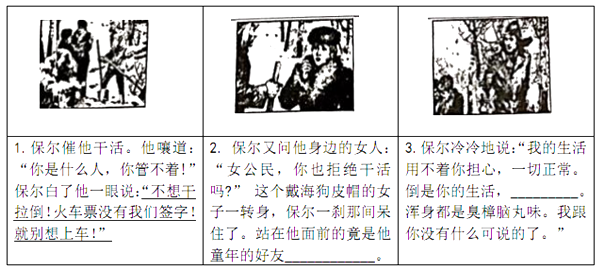 1.保尔催他干活。他嚷道:
“你是什么人，你管不着!”
保尔白了他一眼说:“不想干
拉倒!火车票没有我们签字!
就别想上车!”
2. 保尔又问他身边的女人:
“女公民，你也拒绝干活
吗?” 这个戴海狗皮帽的女
子一转身，保尔一刹那间呆
住了。站在他面前的竟是他
童年的好友____________。
3.保尔冷冷地说:“我的生活
用不着你担心，一切正常。
倒是你的生活，_________。
浑身都是臭樟脑丸味。我跟
你没有什么可说的了。”